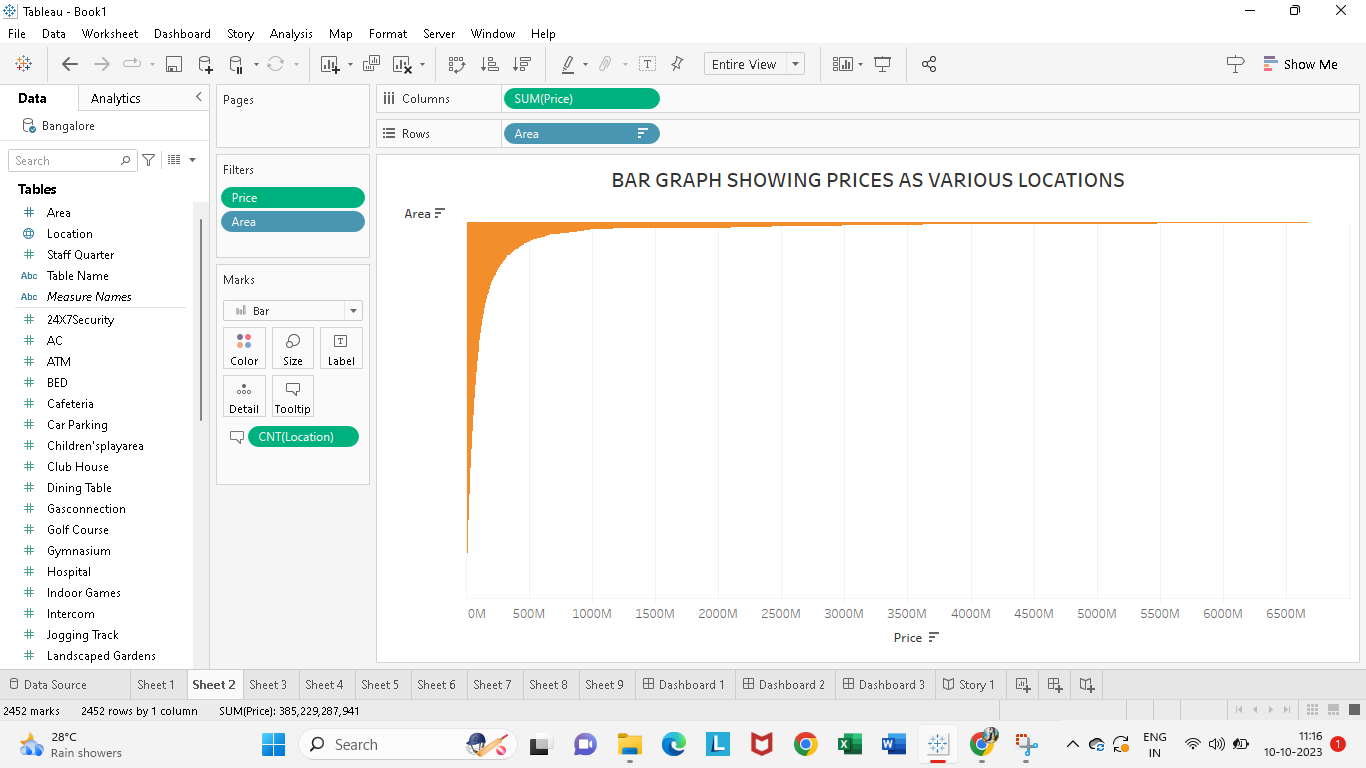 Tableau - Book1
File Data Worksheet Dashboard Story Analysis Map Format Server Window Help
Entire View
Show Me
Data Analytics
Bangalore
Search
Tables
# Area
Location
# Staff Quarter
Abc Table Name
Abc Measure Names
# 24X7Security
# AC
# ATM
# BED
# Cafeteria
# Car Parking
# Children'splayarea
# Club House
# Dining Table
# Gasconnection
# Golf Course
# Gymnasium
# Hospital
# Indoor Games
# Intercom
# Jogging Track
# Landscaped Gardens
Pages
Filters
Price
Area
Marks
Bar
Color Size Label
Detail Tooltip
CNT(Location)
Columns SUM(Price)
Rows Area
BAR GRAPH SHOWING PRICES AS VARIOUS LOCATIONS
Area
0M 500M 1000M 1500M 2000M 2500M 3000M 3500M 4000M 4500M 5000M 5500M 6000M 6500M
Price
Data Source Sheet 1 Sheet 2 Sheet 3 Sheet 4 Sheet 5 Sheet 6 Sheet 7 Sheet 8 Sheet 9 Dashboard 1 Dashboard 2 Dashboard 3 Story 1
2452 marks 2452 rows by 1 column SUM(Price): 385,229,287,941
28°C
Rain showers
Search
ENG
IN
11:16
10-10-2023
1